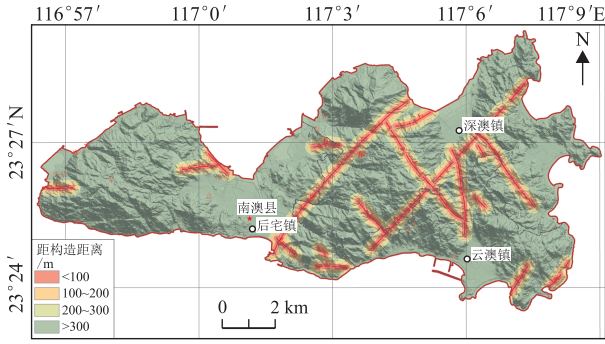 116°57′ 117°0′ 117°3′ 117°6′ 117°9′E
N
23°27′N
深澳镇
南澳县
后宅镇
云澳镇
23°24′
距构造距离
/m
<100
100~200
200~300
>300
0 2 km